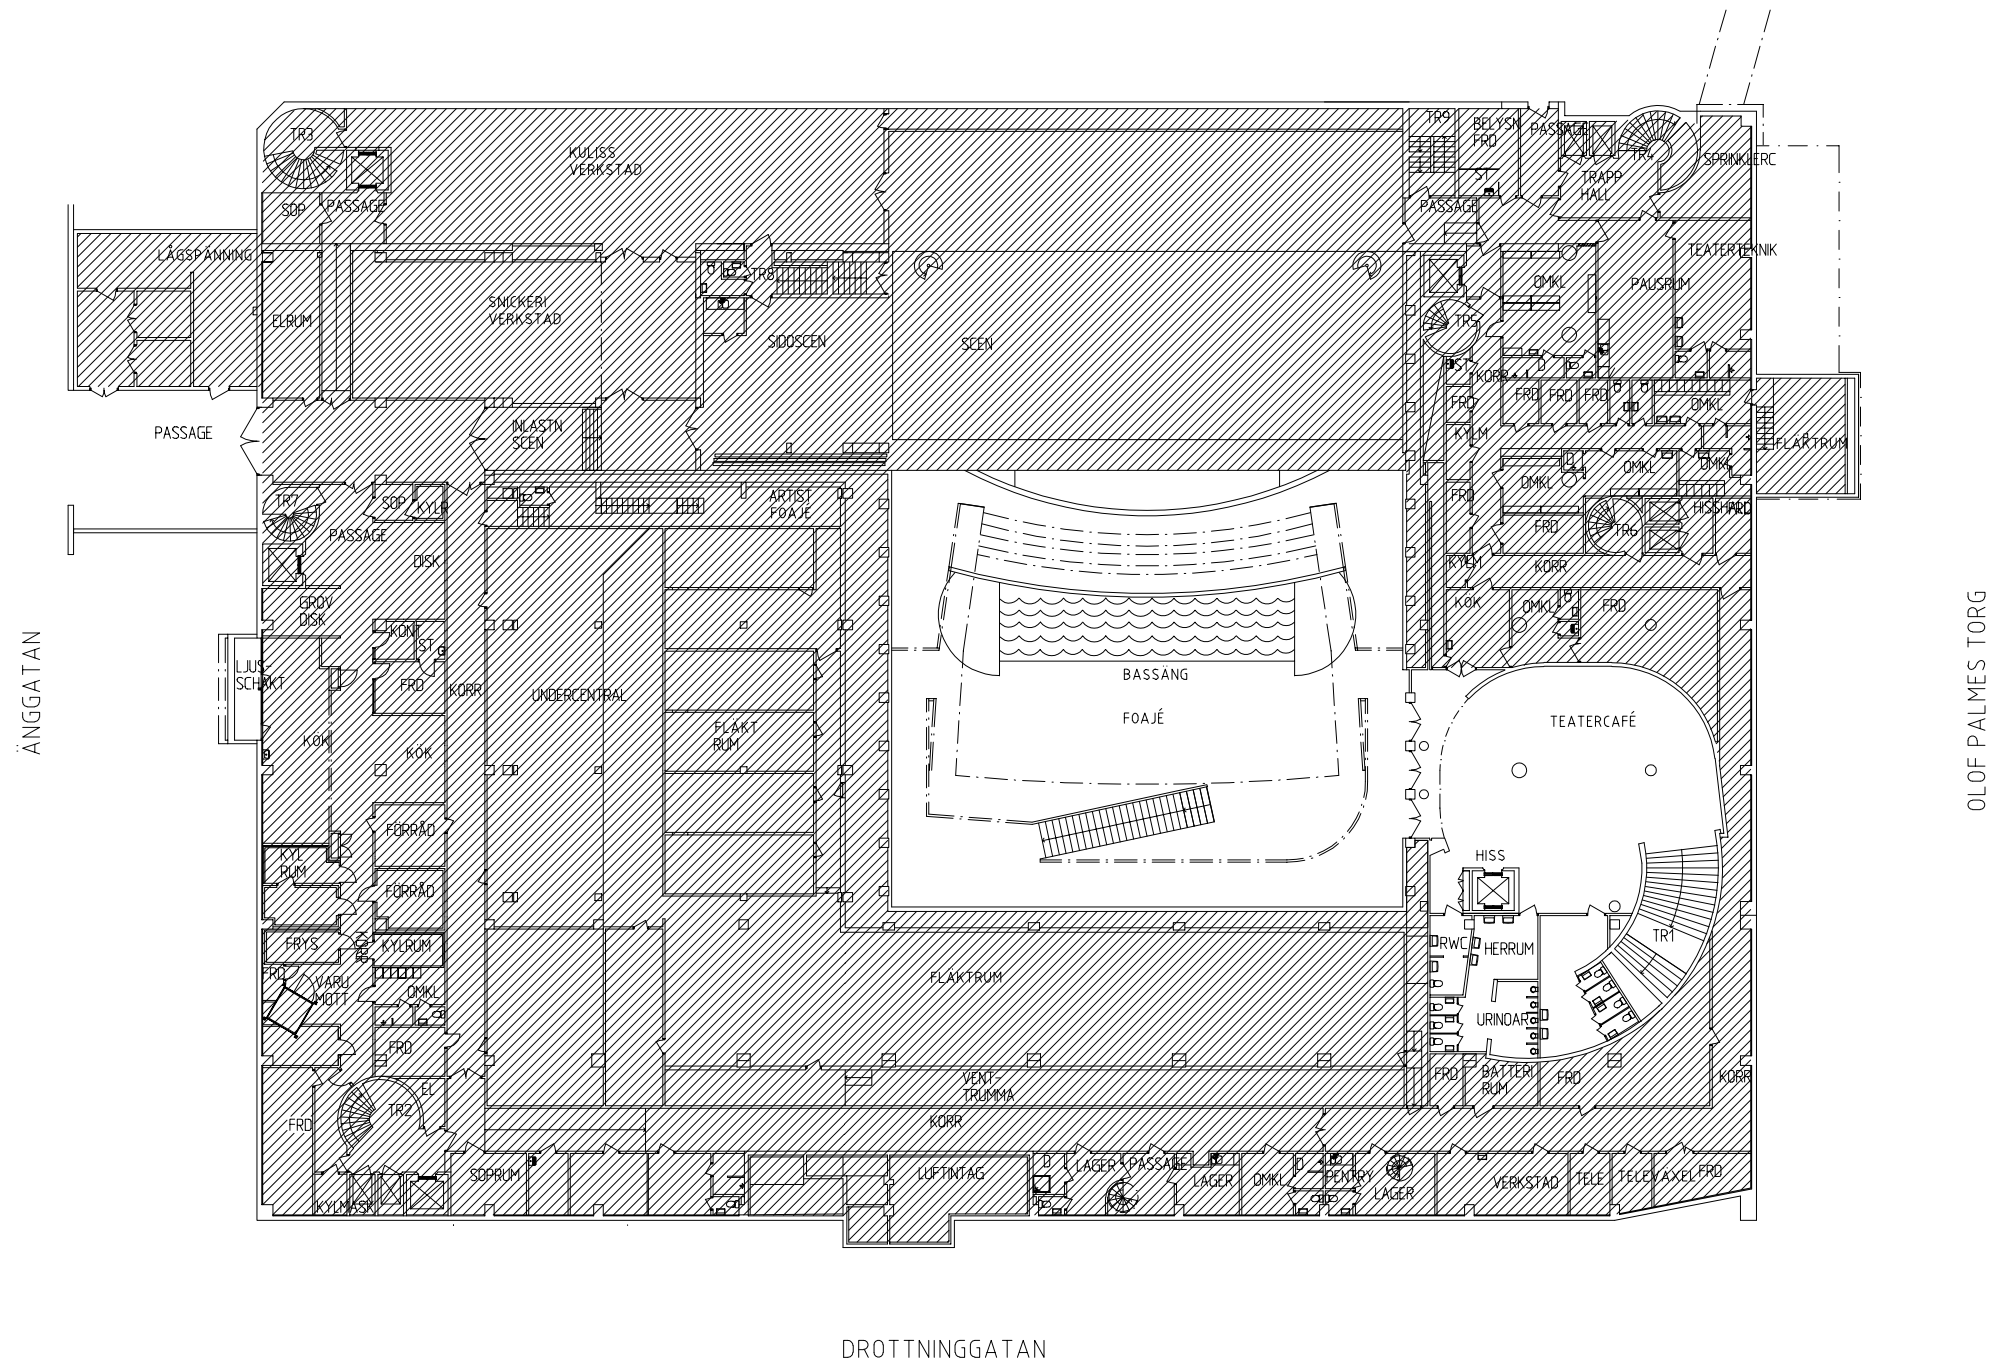 TR3
KULISS
VERKSTAD
TR9
BELYSN
FRD
PASSAGE
TR4
SPRINKLERC
TRAPP
HALL
ST
SOP
PASSAGE
PASSAGE
LÅGSPÄNNING
TR8
TEATERTEKNIK
OMKL
PAUSRUM
SNICKERI
VERKSTAD
ELRUM
SIDOSCEN
SCEN
TR5
ST
D
KORR
FRD
FRD
FRD
FRD
OMKL
PASSAGE
INLASTN
SCEN
KYLM
FLÄKTRUM
D
OMKL
OMKL
OMKL
TR7
SOP
KYLR
ARTIST
FOAJÉ
FRD
HISSHALL
FRD
PASSAGE
FRD
TR6
DISK
KYLM
KORR
GROV
DISK
KÖK
OMKL
FRD
KONT
ST
LJUS-
SCHAKT
FRD
KORR
UNDERCENTRAL
BASSÄNG
FOAJÉ
TEATERCAFÉ
ÄNGGATAN
OLOF PALMES TORG
KÖK
KÖK
FLÄKT
RUM
FÖRRÅD
KYL
RUM
FÖRRÅD
HISS
FRYS
KORR
KYLRUM
RWC
HERRUM
TR1
FRD
VARU
MOTT
OMKL
FLÄKTRUM
URINOAR
FRD
FRD
BATTERI
RUM
FRD
KORR
EL
TR2
VENT-
TRUMMA
FRD
KORR
SOPRUM
LUFTINTAG
D
LAGER
PASSAGE
LAGER
OMKL
D
PENTRY
LAGER
VERKSTAD
TELE
TELEVÄXEL
FRD
KYLMASK
DROTTNINGGATAN